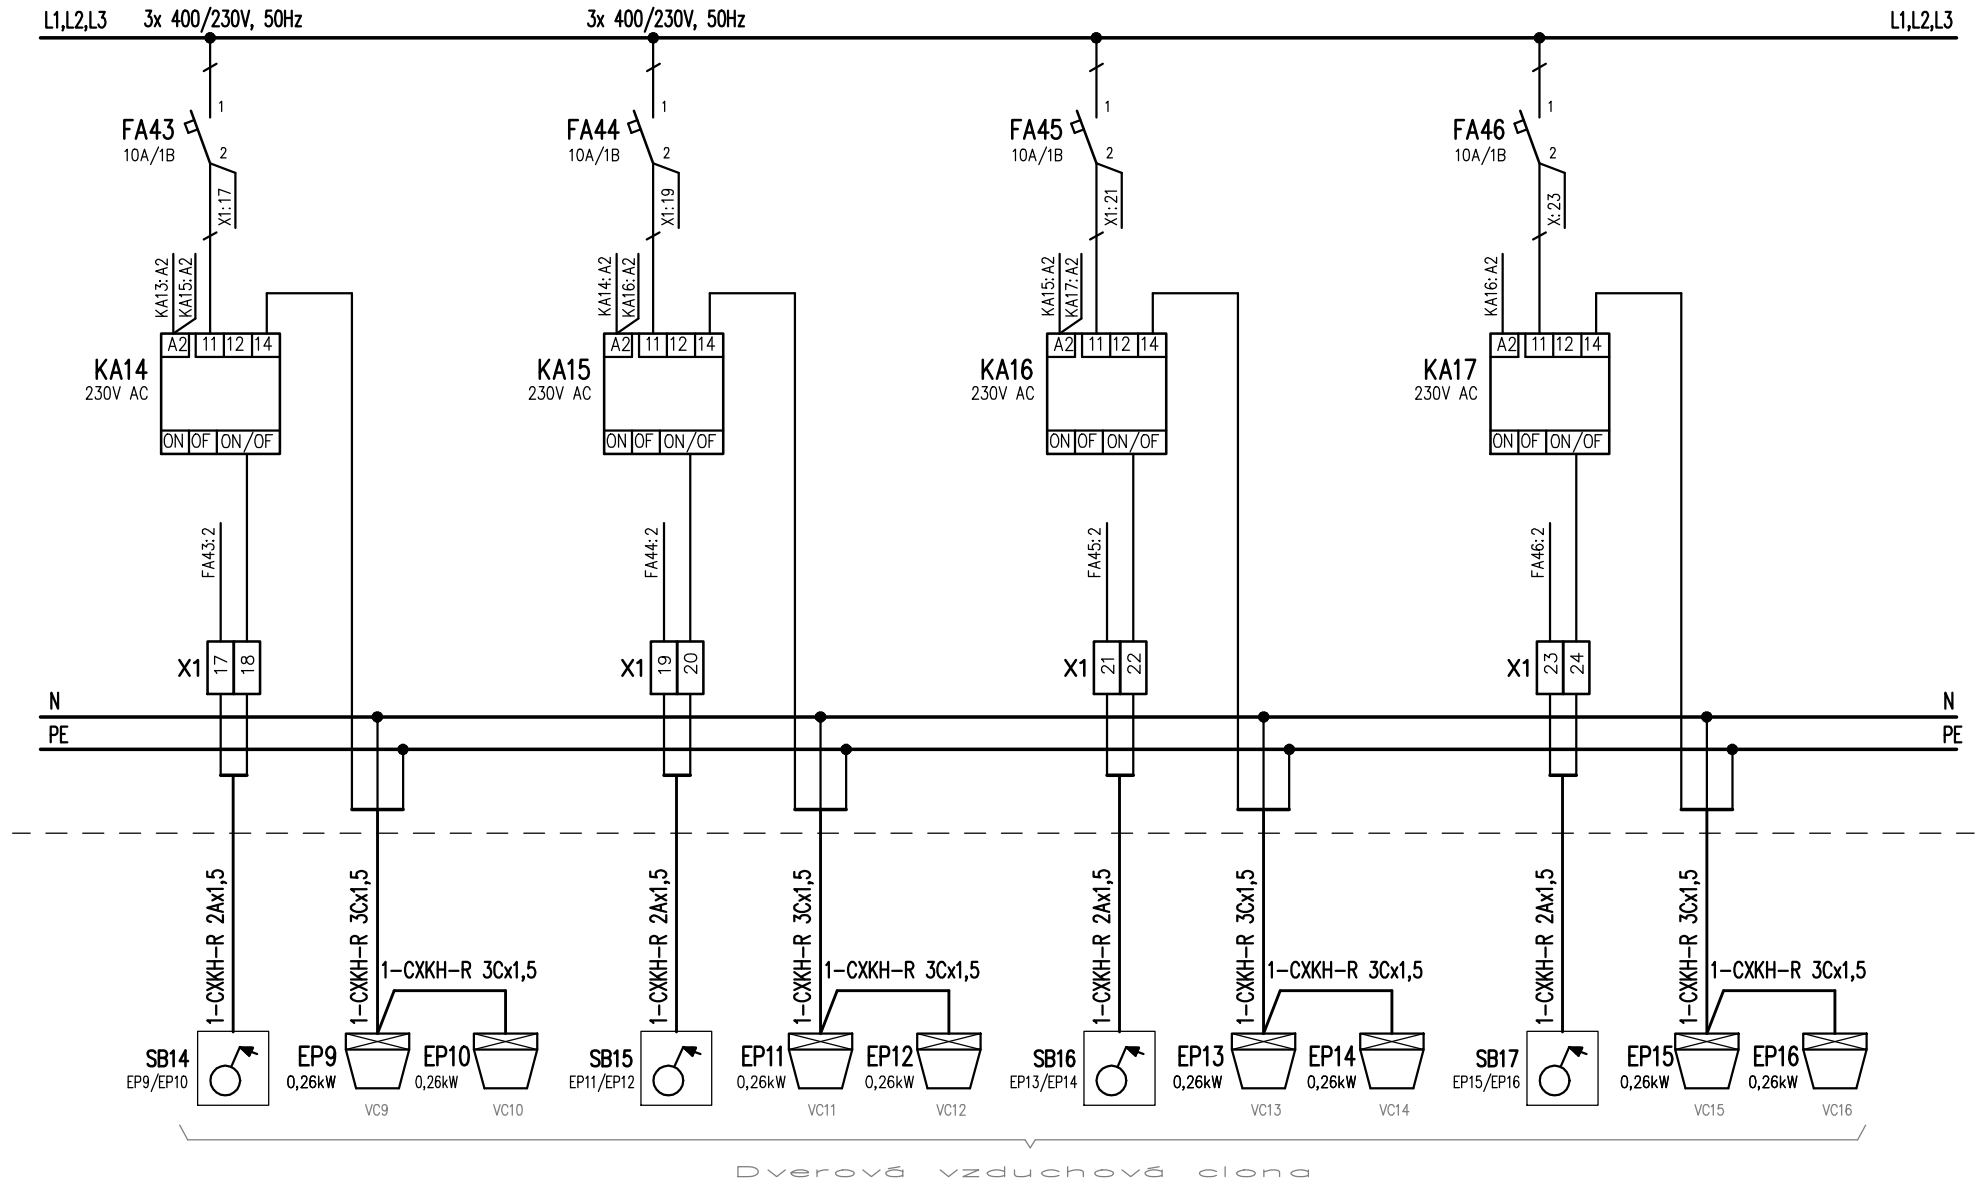 L1,L2,L3 3x 400/230V, 50Hz 3x 400/230V, 50Hz L1,L2,L3
1 1 1 1
FA43 FA44 FA45 FA46
10A/1B 10A/1B 10A/1B 10A/1B
2 2 2 2
X1:17 X1:19 X1:21 X:23
KA13:A2 KA15:A2 KA14:A2 KA16:A2 KA15:A2 KA17:A2 KA16:A2
A2 11 12 14 A2 11 12 14 A2 11 12 14 A2 11 12 14
KA14 KA15 KA16 KA17
230V AC 230V AC 230V AC 230V AC
ON OF ON/OF ON OF ON/OF ON OF ON/OF ON OF ON/OF
FA43:2 FA44:2 FA45:2 FA46:2
X1 17 18 X1 19 20 X1 21 22 X1 23 24
N N
PE PE
1-CXKH-R 2Ax1,5 1-CXKH-R 3Cx1,5 1-CXKH-R 2Ax1,5 1-CXKH-R 3Cx1,5 1-CXKH-R 2Ax1,5 1-CXKH-R 3Cx1,5 1-CXKH-R 2Ax1,5 1-CXKH-R 3Cx1,5
1-CXKH-R 3Cx1,5 1-CXKH-R 3Cx1,5 1-CXKH-R 3Cx1,5 1-CXKH-R 3Cx1,5
SB14 EP9 EP10 SB15 EP11 EP12 SB16 EP13 EP14 SB17 EP15 EP16
EP9/EP10 0,26kW 0,26kW EP11/EP12 0,26kW 0,26kW EP13/EP14 0,26kW 0,26kW EP15/EP16 0,26kW 0,26kW
VC9 VC10 VC11 VC12 VC13 VC14 VC15 VC16
Dverová vzduchová clona